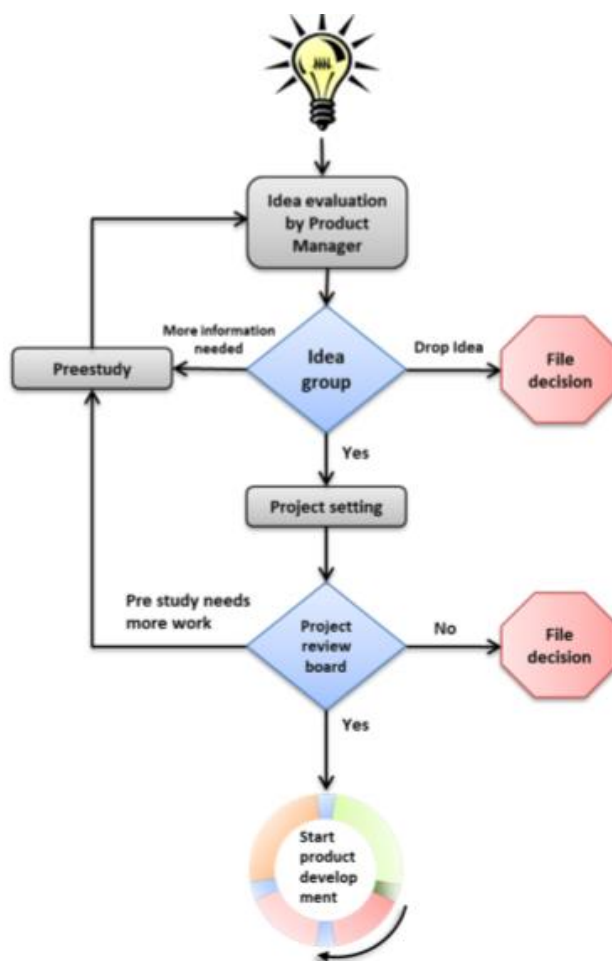 Idea evaluation
by Product
Manager
More information
needed
Drop Idea
Preestudy
Idea
group
File
decision
Yes
Project setting
Pre study needs
more work
Project
review
board
No
File
decision
Yes
Start
product
develop
ment